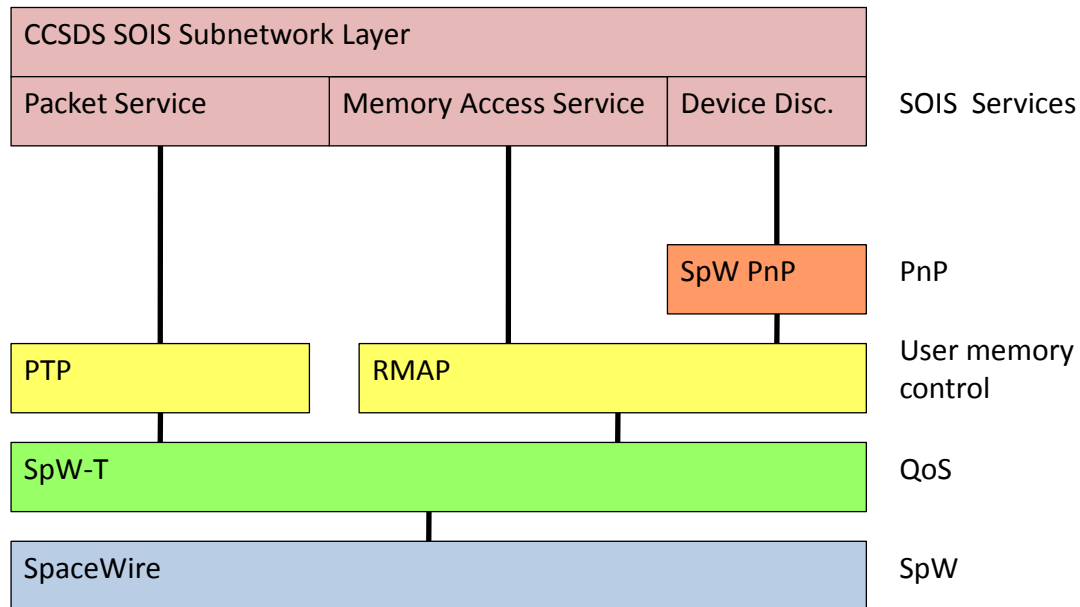 CCSDS SOIS Subnetwork Layer
Packet Service
Memory Access Service
Device Disc.
SOIS  Services
SpW PnP
PnP
PTP
RMAP
User memory
control
SpW-T
QoS
SpaceWire
SpW